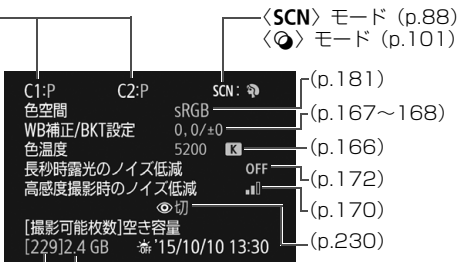 〈SCN〉モード (p.88)
〈〉モード (p.101)
C1:P C2:P SCN:
色空間 sRGB (p.181)
WB補正/BKT設定 0,0/±0 (p.167～168)
色温度 5200 K (p.166)
長秒時露光のノイズ低減 OFF (p.172)
高感度撮影時のノイズ低減 (p.170)
切 (p.230)
[撮影可能枚数]空き容量
[229]2.4 GB '15/10/10 13:30